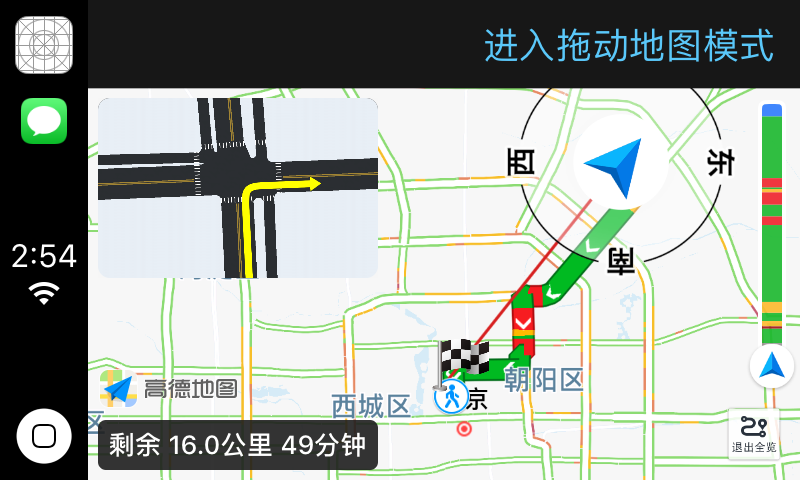 进入拖动地图模式
西
东
南
2:54
高德地图
朝阳区
西城区
京
区
剩余 16.0公里 49分钟
退出全览